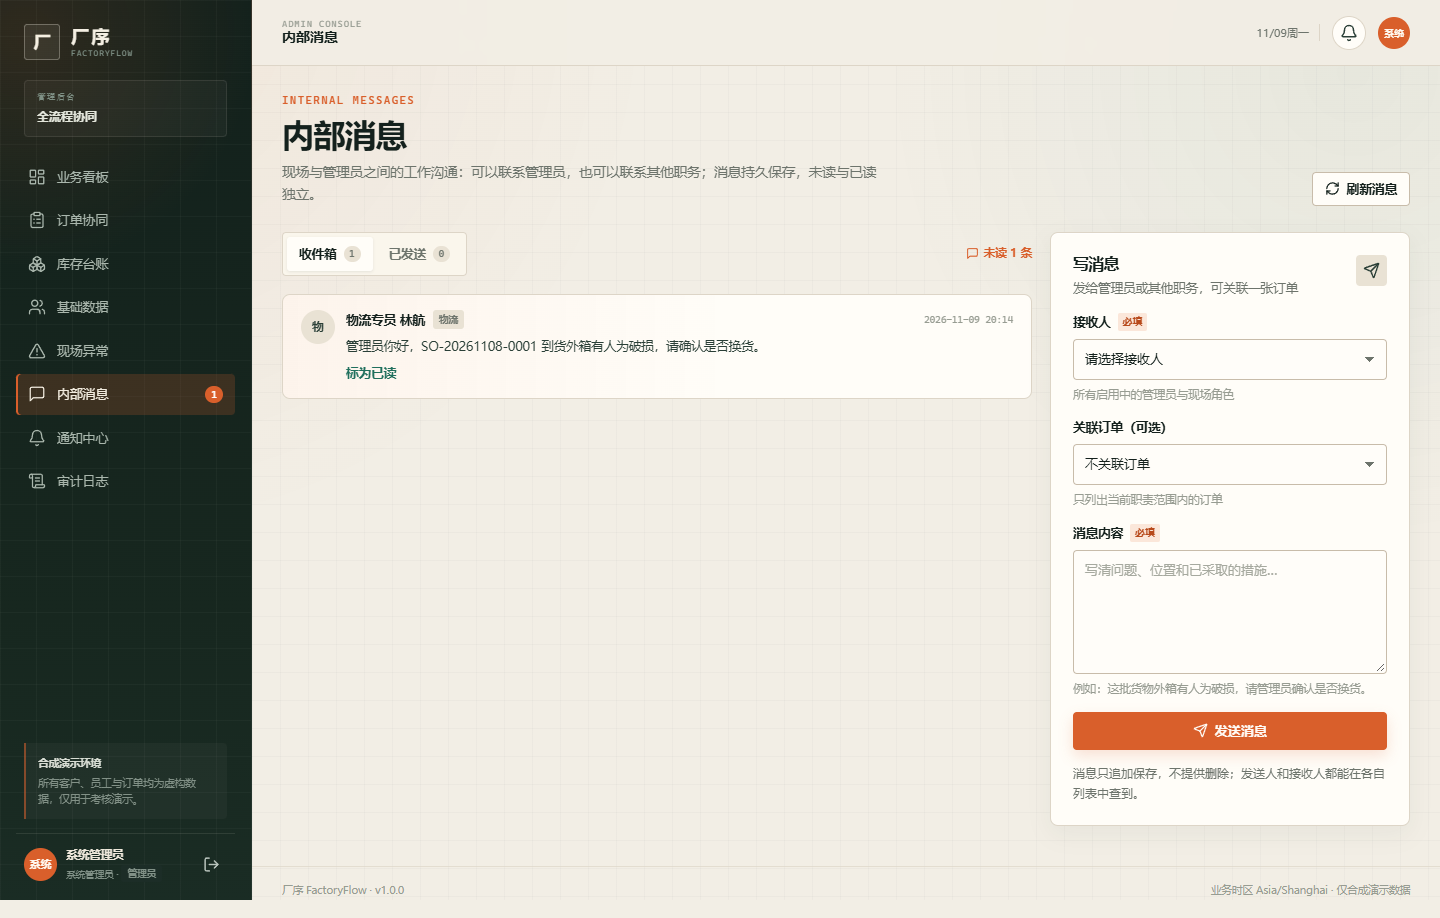 厂
厂序
FACTORYFLOW
管理后台
全流程协同
业务看板
订单协同
库存台账
基础数据
现场异常
内部消息
1
通知中心
审计日志
合成演示环境
所有客户、员工与订单均为虚构数
据，仅用于考核演示。
系统
系统管理员
系统管理员 · 管理员
ADMIN CONSOLE
内部消息
11/09周一
系统
INTERNAL MESSAGES
内部消息
现场与管理员之间的工作沟通：可以联系管理员，也可以联系其他职务；消息持久保存，未读与已读
独立。
刷新消息
收件箱 1
已发送 0
未读 1 条
物
物流专员 林航 物流
2026-11-09 20:14
管理员你好，SO-20261108-0001 到货外箱有人为破损，请确认是否换货。
标为已读
写消息
发给管理员或其他职务，可关联一张订单
接收人 必填
请选择接收人
所有启用中的管理员与现场角色
关联订单（可选）
不关联订单
只列出当前职责范围内的订单
消息内容 必填
写清问题、位置和已采取的措施...
例如：这批货物外箱有人为破损，请管理员确认是否换货。
发送消息
消息只追加保存，不提供删除；发送人和接收人都能在各自
列表中查到。
厂序 FactoryFlow · v1.0.0
业务时区 Asia/Shanghai · 仅合成演示数据